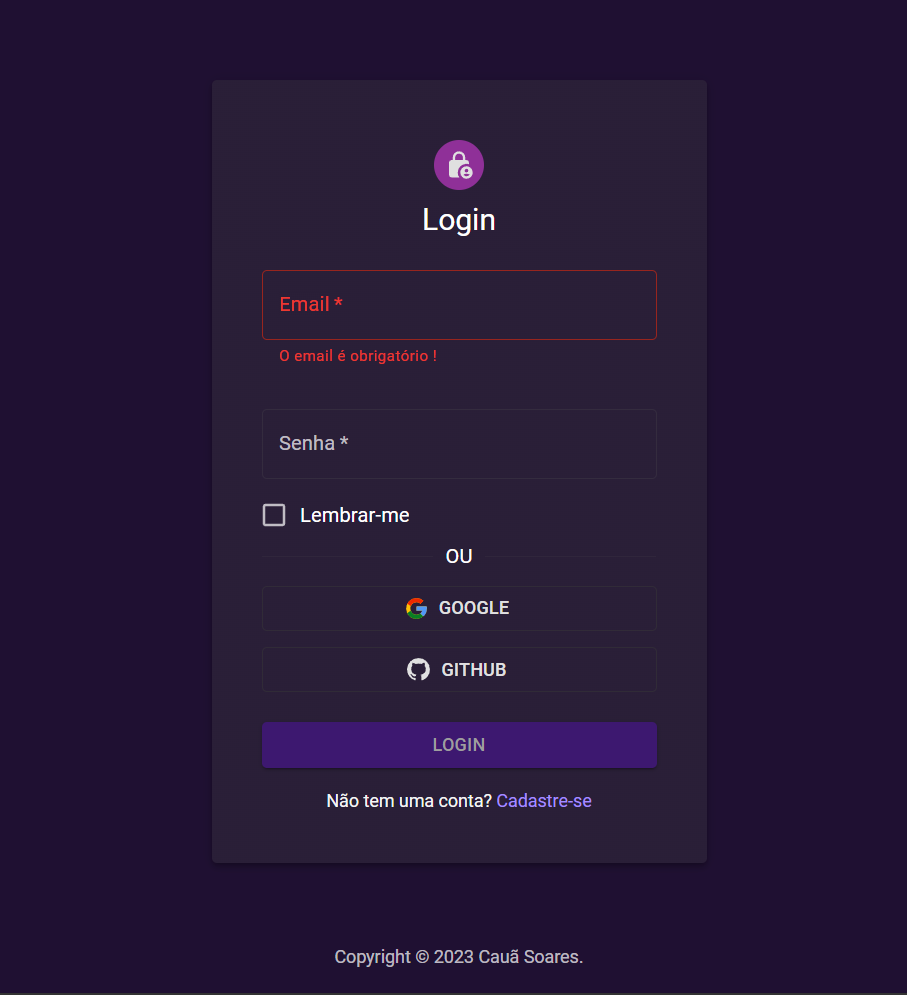 Login
Email *
O email é obrigatório !
Senha *
Lembrar-me
OU
GOOGLE
GITHUB
LOGIN
Não tem uma conta? Cadastre-se
Copyright © 2023 Cauã Soares.